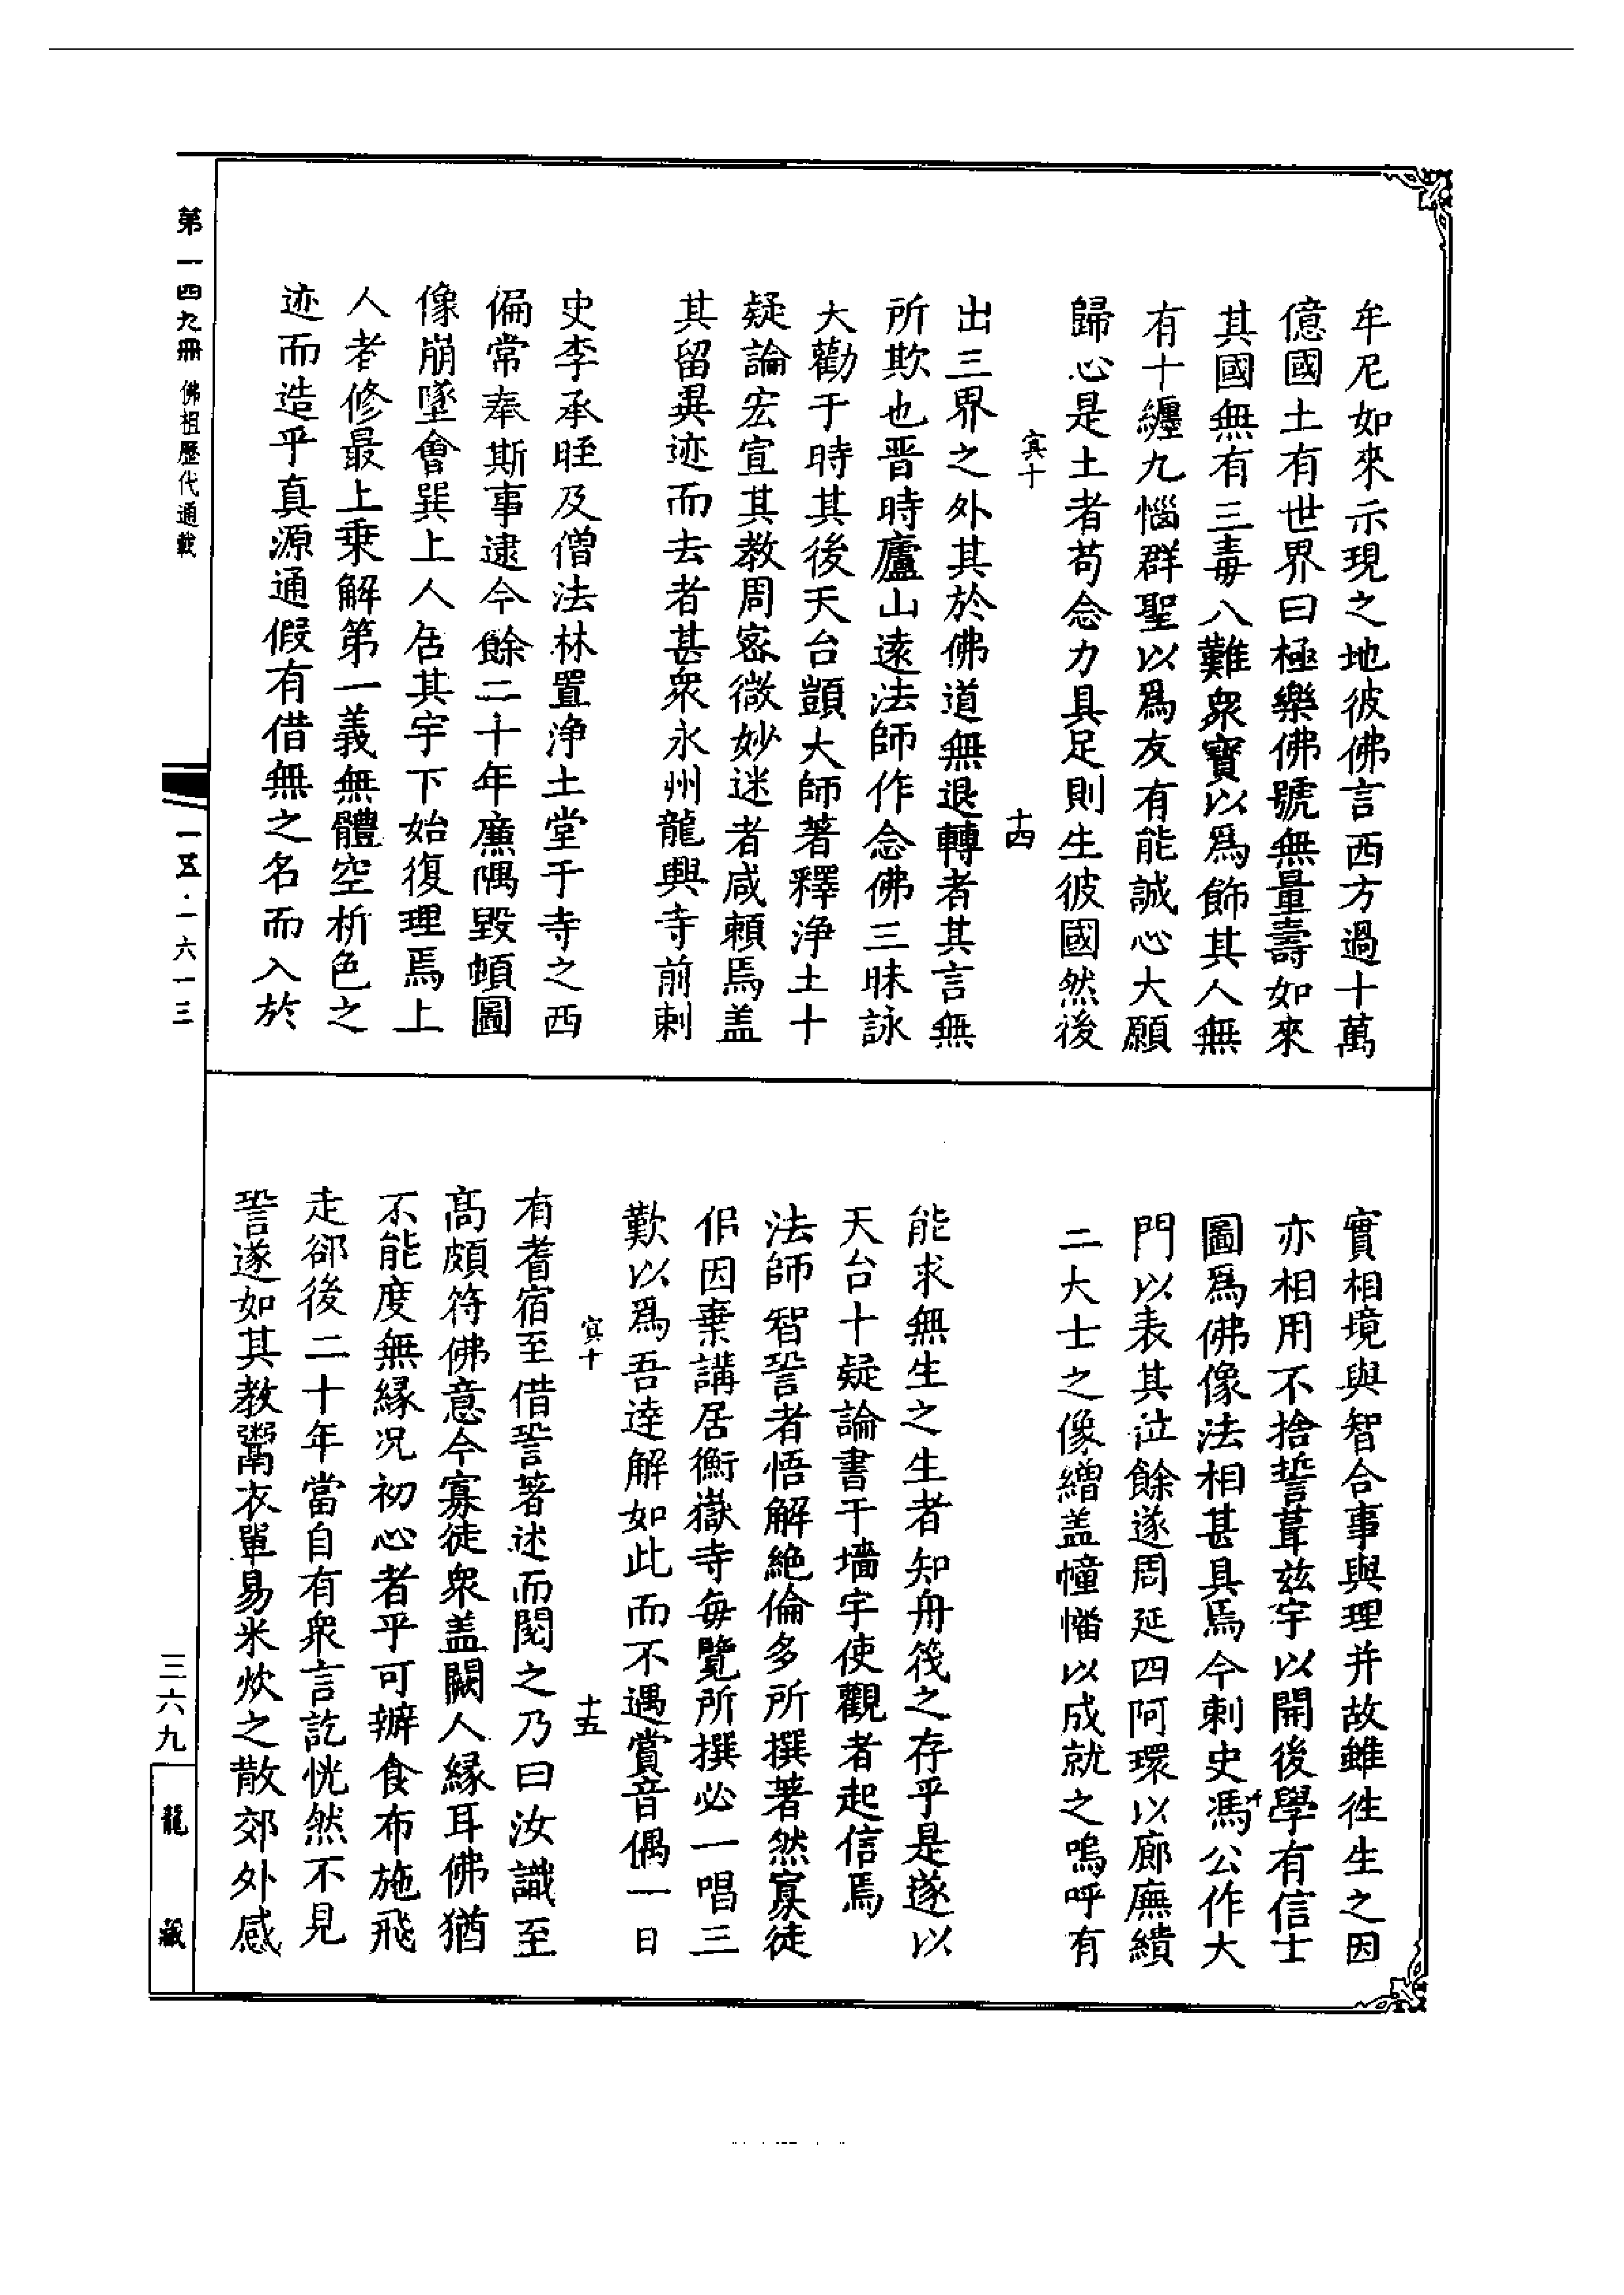 牟尼如來示現之地彼佛言西方過十萬
億國土有世界曰極樂佛號無量壽如來
其國無有三毒八難衆寶以爲飾其人無
有十纏九惱群聖以爲友有能誠心大願
歸心是土者苟念力具足則生彼國然後
十四
出三界之外其於佛道無退轉者其言無
所欺也晋時廬山遠法師作念佛三昧詠
大勸于時其後天台顗大師著釋淨土十
疑論宏宣其教周宻微妙迷者咸賴焉盖
其留異迹而去者甚衆永州龍興寺前刺
史李承晊及僧法林置淨土堂于寺之西
偏常奉斯事逮今餘二十年廉隅毀頓圖
像崩墜會巽上人居其宇下始復理焉上
人者修最上乗解第一義無體空析色之
迹而造乎真源通假有借無之名而入於
第一四九冊 佛祖歷代通載
一五·一六一三
實相境與智合事與理并故雖徃生之因
亦相用不捨誓葺兹宇以開後學有信士
圖爲佛像法相甚具焉今刺史馮公作大
門以表其位餘遂周延四阿環以廊廡繢
二大士之像繒盖幢幡以成就之嗚呼有
能求無生之生者知舟筏之存乎是遂以
天台十疑論書于墻宇使觀者起信焉
法師智誓者悟解絶倫多所撰著然寡徒
侣因棄講居衡嶽寺每覽所撰必一唱三
歎以爲吾逹解如此而不遇賞音偶一日
十五
有耆宿至借誓著述而閱之乃曰汝識至
髙頗符佛意今寡徒衆盖闕人緣耳佛猶
不能度無緣况初心者乎可辦食布施飛
走郤後二十年當自有衆言訖恍然不見
誓遂如其教鬻衣單易米炊之散郊外感
三六九
龍藏